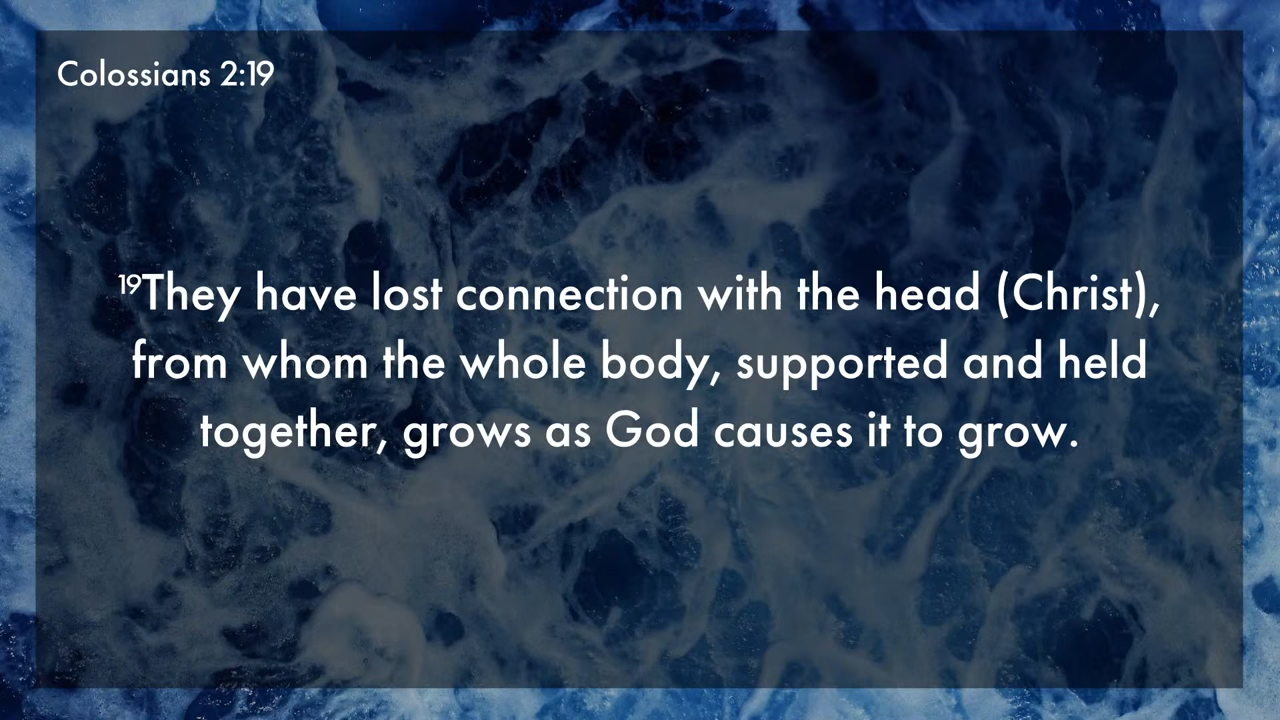 Colossians 2:19
¹⁹They have lost connection with the head (Christ),
from whom the whole body, supported and held
together, grows as God causes it to grow.